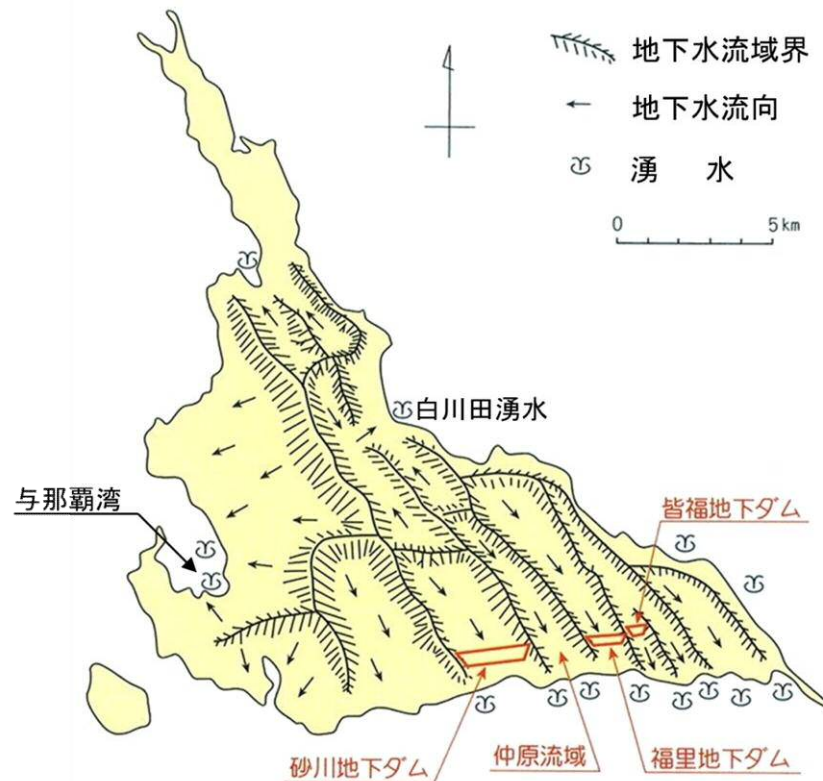 地下水流域界
地下水流向
湧 水
0 5km
白川田湧水
与那覇湾
皆福地下ダム
砂川地下ダム
仲原流域
福里地下ダム